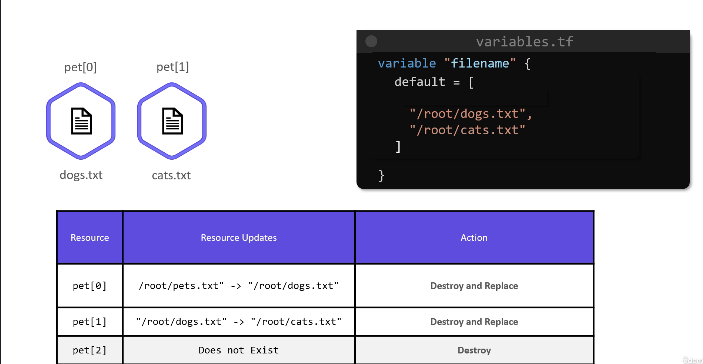 pet[0] pet[1]
dogs.txt cats.txt
variables.tf
variable "filename" {
default = [
"/root/dogs.txt",
"/root/cats.txt"
]
}
Resource Resource Updates Action
pet[0] /root/pets.txt" -> "/root/dogs.txt" Destroy and Replace
pet[1] "/root/dogs.txt" -> "/root/cats.txt" Destroy and Replace
pet[2] Does not Exist Destroy